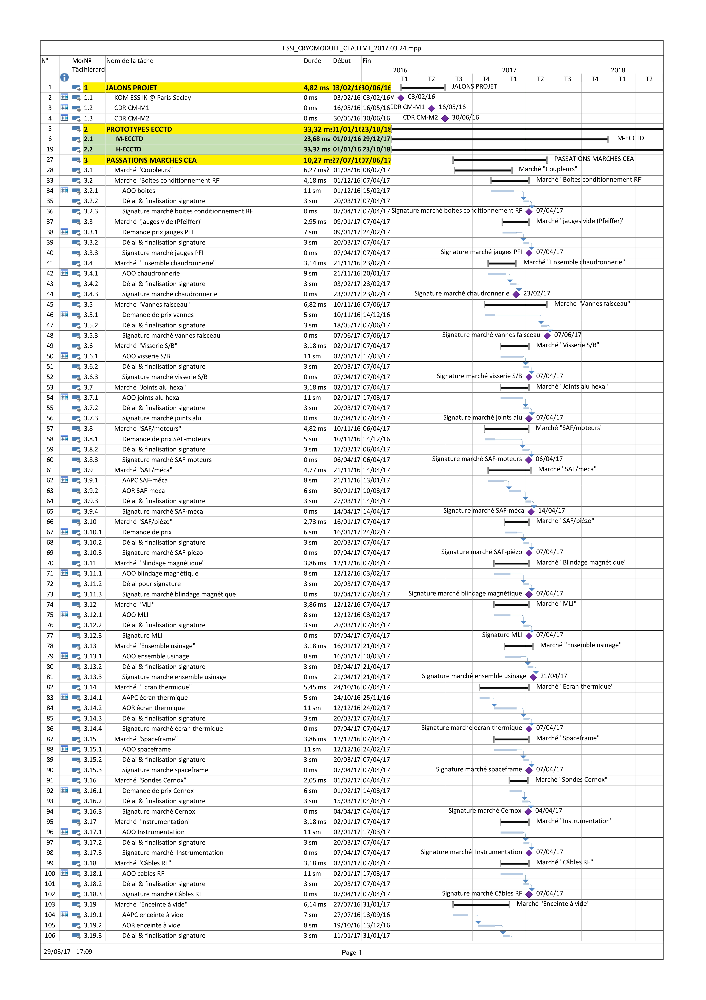 ESSI_CRYOMODULE_CEA.LEV.I_2017.03.24.mpp
N° Mo Nº Nom de la tâche Durée Début Fin
Tâc hiérarc 2016 2017 2018
T1 T2 T3 T4 T1 T2 T3 T4 T1 T2
1 1 JALONS PROJET 4,82 ms 03/02/16 30/06/16 JALONS PROJET
2 1.1 KOM ESS IK @ Paris-Saclay 0 ms 03/02/16 03/02/16 y 03/02/16
3 1.2 CDR CM-M1 0 ms 16/05/16 16/05/16 CDR CM-M1 16/05/16
4 1.3 CDR CM-M2 0 ms 30/06/16 30/06/16 CDR CM-M2 30/06/16
5 2 PROTOTYPES ECCTD 33,32 ms 01/01/16 23/10/18
6 2.1 M-ECCTD 23,68 ms 01/01/16 29/12/17 M-ECCTD
19 2.2 H-ECCTD 33,32 ms 01/01/16 23/10/18
27 3 PASSATIONS MARCHES CEA 10,27 ms 27/07/16 07/06/17 PASSATIONS MARCHES CEA
28 3.1 Marché "Coupleurs" 6,27 ms? 01/08/16 08/02/17 Marché "Coupleurs"
33 3.2 Marché "Boites conditionnement RF" 4,18 ms 01/12/16 07/04/17 Marché "Boites conditionnement RF"
34 3.2.1 AOO boites 11 sm 01/12/16 15/02/17
35 3.2.2 Délai & finalisation signature 3 sm 20/03/17 07/04/17
36 3.2.3 Signature marché boites conditionnement RF 0 ms 07/04/17 07/04/17 Signature marché boites conditionnement RF 07/04/17
37 3.3 Marché "jauges vide (Pfeiffer)" 2,95 ms 09/01/17 07/04/17 Marché "jauges vide (Pfeiffer)"
38 3.3.1 Demande prix jauges PFI 7 sm 09/01/17 24/02/17
39 3.3.2 Délai & finalisation signature 3 sm 20/03/17 07/04/17
40 3.3.3 Signature marché jauges PFI 0 ms 07/04/17 07/04/17 Signature marché jauges PFI 07/04/17
41 3.4 Marché "Ensemble chaudronnerie" 3,14 ms 21/11/16 23/02/17 Marché "Ensemble chaudronnerie"
42 3.4.1 AOO chaudronnerie 9 sm 21/11/16 20/01/17
43 3.4.2 Délai & finalisation signature 3 sm 03/02/17 23/02/17
44 3.4.3 Signature marché chaudronnerie 0 ms 23/02/17 23/02/17 Signature marché chaudronnerie 23/02/17
45 3.5 Marché "Vannes faisceau" 6,82 ms 10/11/16 07/06/17 Marché "Vannes faisceau"
46 3.5.1 Demande de prix vannes 5 sm 10/11/16 14/12/16
47 3.5.2 Délai & finalisation signature 3 sm 18/05/17 07/06/17
48 3.5.3 Signature marché vannes faisceau 0 ms 07/06/17 07/06/17 Signature marché vannes faisceau 07/06/17
49 3.6 Marché "Visserie S/B" 3,18 ms 02/01/17 07/04/17 Marché "Visserie S/B"
50 3.6.1 AOO visserie S/B 11 sm 02/01/17 17/03/17
51 3.6.2 Délai & finalisation signature 3 sm 20/03/17 07/04/17
52 3.6.3 Signature marché visserie S/B 0 ms 07/04/17 07/04/17 Signature marché visserie S/B 07/04/17
53 3.7 Marché "Joints alu hexa" 3,18 ms 02/01/17 07/04/17 Marché "Joints alu hexa"
54 3.7.1 AOO joints alu hexa 11 sm 02/01/17 17/03/17
55 3.7.2 Délai & finalisation signature 3 sm 20/03/17 07/04/17
56 3.7.3 Signature marché joints alu 0 ms 07/04/17 07/04/17 Signature marché joints alu 07/04/17
57 3.8 Marché "SAF/moteurs" 4,82 ms 10/11/16 06/04/17 Marché "SAF/moteurs"
58 3.8.1 Demande de prix SAF-moteurs 5 sm 10/11/16 14/12/16
59 3.8.2 Délai & finalisation signature 3 sm 17/03/17 06/04/17
60 3.8.3 Signature marché SAF-moteurs 0 ms 06/04/17 06/04/17 Signature marché SAF-moteurs 06/04/17
61 3.9 Marché "SAF/méca" 4,77 ms 21/11/16 14/04/17 Marché "SAF/méca"
62 3.9.1 AAPC SAF-méca 8 sm 21/11/16 13/01/17
63 3.9.2 AOR SAF-méca 6 sm 30/01/17 10/03/17
64 3.9.3 Délai & finalisation signature 3 sm 27/03/17 14/04/17
65 3.9.4 Signature marché SAF-méca 0 ms 14/04/17 14/04/17 Signature marché SAF-méca 14/04/17
66 3.10 Marché "SAF/piézo" 2,73 ms 16/01/17 07/04/17 Marché "SAF/piézo"
67 3.10.1 Demande de prix 6 sm 16/01/17 24/02/17
68 3.10.2 Délai & finalisation signature 3 sm 20/03/17 07/04/17
69 3.10.3 Signature marché SAF-piézo 0 ms 07/04/17 07/04/17 Signature marché SAF-piézo 07/04/17
70 3.11 Marché "Blindage magnétique" 3,86 ms 12/12/16 07/04/17 Marché "Blindage magnétique"
71 3.11.1 AOO blindage magnétique 8 sm 12/12/16 03/02/17
72 3.11.2 Délai pour signature 3 sm 20/03/17 07/04/17
73 3.11.3 Signature marché blindage magnétique 0 ms 07/04/17 07/04/17 Signature marché blindage magnétique 07/04/17
74 3.12 Marché "MLI" 3,86 ms 12/12/16 07/04/17 Marché "MLI"
75 3.12.1 AOO MLI 8 sm 12/12/16 03/02/17
76 3.12.2 Délai & finalisation signature 3 sm 20/03/17 07/04/17
77 3.12.3 Signature MLI 0 ms 07/04/17 07/04/17 Signature MLI 07/04/17
78 3.13 Marché "Ensemble usinage" 3,18 ms 16/01/17 21/04/17 Marché "Ensemble usinage"
79 3.13.1 AOO ensemble usinage 8 sm 16/01/17 10/03/17
80 3.13.2 Délai & finalisation signature 3 sm 03/04/17 21/04/17
81 3.13.3 Signature marché ensemble usinage 0 ms 21/04/17 21/04/17 Signature marché ensemble usinage 21/04/17
82 3.14 Marché "Ecran thermique" 5,45 ms 24/10/16 07/04/17 Marché "Ecran thermique"
83 3.14.1 AAPC écran thermique 5 sm 24/10/16 25/11/16
84 3.14.2 AOR écran thermique 11 sm 12/12/16 24/02/17
85 3.14.3 Délai & finalisation signature 3 sm 20/03/17 07/04/17
86 3.14.4 Signature marché écran thermique 0 ms 07/04/17 07/04/17 Signature marché écran thermique 07/04/17
87 3.15 Marché "Spaceframe" 3,86 ms 12/12/16 07/04/17 Marché "Spaceframe"
88 3.15.1 AOO spaceframe 11 sm 12/12/16 24/02/17
89 3.15.2 Délai & finalisation signature 3 sm 20/03/17 07/04/17
90 3.15.3 Signature marché spaceframe 0 ms 07/04/17 07/04/17 Signature marché spaceframe 07/04/17
91 3.16 Marché "Sondes Cernox" 2,05 ms 01/02/17 04/04/17 Marché "Sondes Cernox"
92 3.16.1 Demande de prix Cernox 6 sm 01/02/17 14/03/17
93 3.16.2 Délai & finalisation signature 3 sm 15/03/17 04/04/17
94 3.16.3 Signature marché Cernox 0 ms 04/04/17 04/04/17 Signature marché Cernox 04/04/17
95 3.17 Marché "Instrumentation" 3,18 ms 02/01/17 07/04/17 Marché "Instrumentation"
96 3.17.1 AOO Instrumentation 11 sm 02/01/17 17/03/17
97 3.17.2 Délai & finalisation signature 3 sm 20/03/17 07/04/17
98 3.17.3 Signature marché Instrumentation 0 ms 07/04/17 07/04/17 Signature marché Instrumentation 07/04/17
99 3.18 Marché "Câbles RF" 3,18 ms 02/01/17 07/04/17 Marché "Câbles RF"
100 3.18.1 AOO cables RF 11 sm 02/01/17 17/03/17
101 3.18.2 Délai & finalisation signature 3 sm 20/03/17 07/04/17
102 3.18.3 Signature marché Câbles RF 0 ms 07/04/17 07/04/17 Signature marché Câbles RF 07/04/17
103 3.19 Marché "Enceinte à vide" 6,14 ms 27/07/16 31/01/17 Marché "Enceinte à vide"
104 3.19.1 AAPC enceinte à vide 7 sm 27/07/16 13/09/16
105 3.19.2 AOR enceinte à vide 8 sm 19/10/16 13/12/16
106 3.19.3 Délai & finalisation signature 3 sm 11/01/17 31/01/17
29/03/17 - 17:09 Page 1